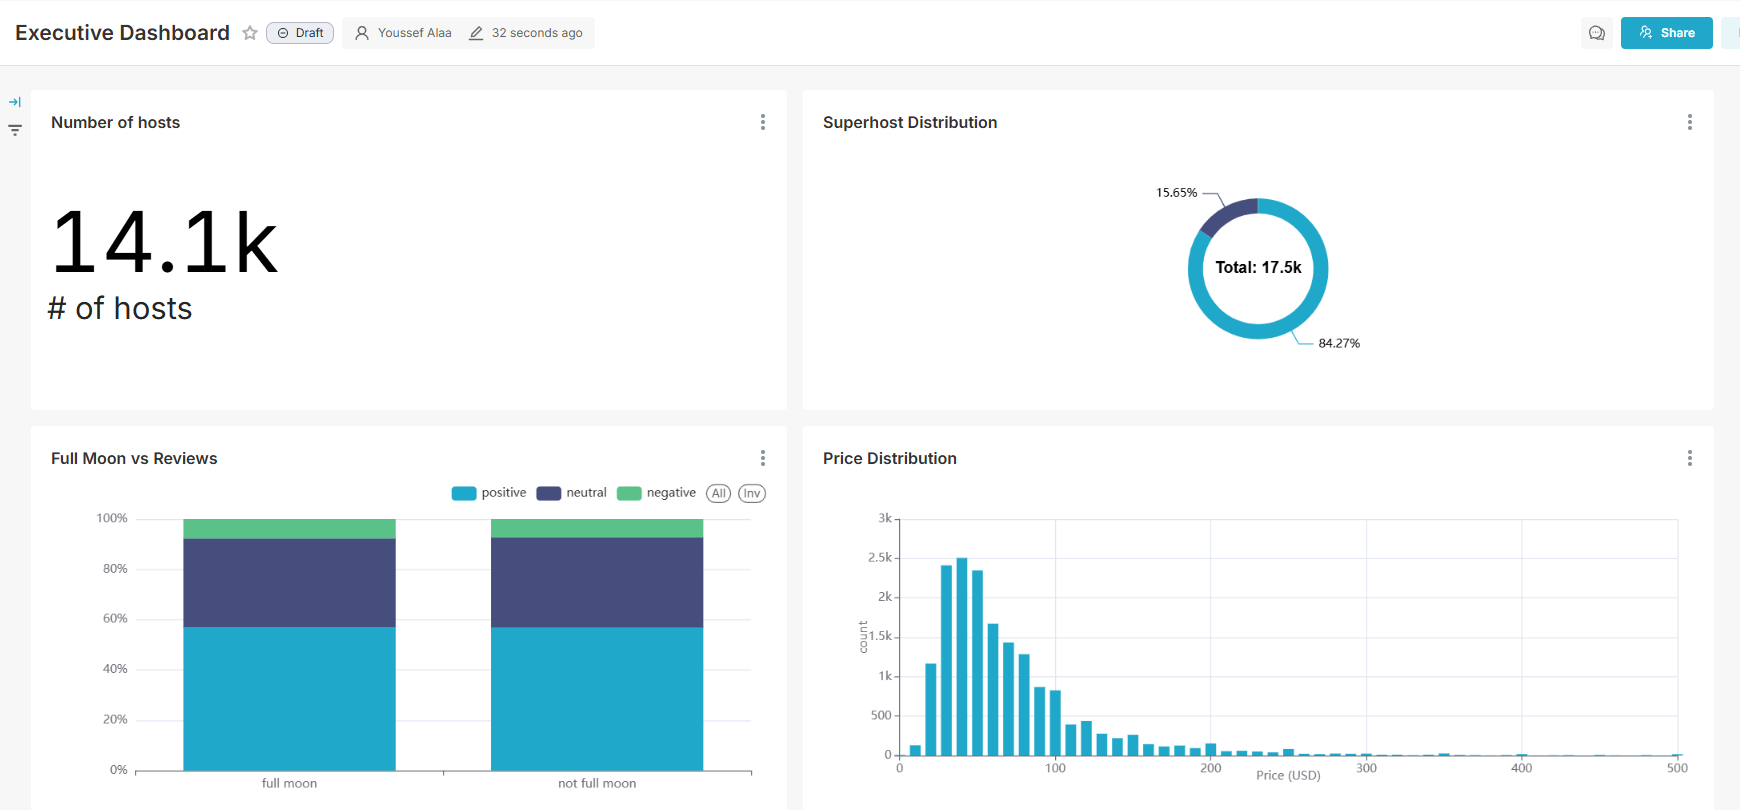 Executive Dashboard
Draft
Youssef Alaa
32 seconds ago
Share
Number of hosts
14.1k
# of hosts
Superhost Distribution
15.65%
Total: 17.5k
84.27%
Full Moon vs Reviews
positive
neutral
negative
All
Inv
100%
80%
60%
40%
20%
0%
full moon
not full moon
Price Distribution
3k
2.5k
2k
1.5k
1k
500
0
count
0
100
200
300
400
500
Price (USD)